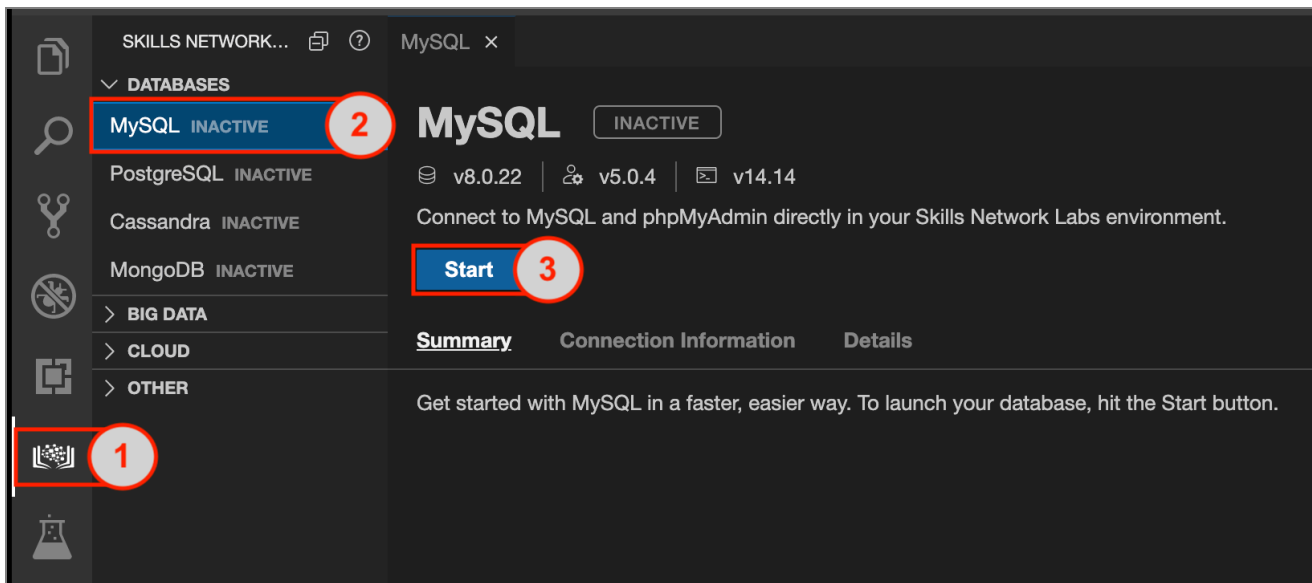 SKILLS NETWORK...
DATABASES
MySQL INACTIVE 2
PostgreSQL INACTIVE
Cassandra INACTIVE
MongoDB INACTIVE
BIG DATA
CLOUD
OTHER
1
MySQL ×
MySQL INACTIVE
v8.0.22 v5.0.4 v14.14
Connect to MySQL and phpMyAdmin directly in your Skills Network Labs environment.
Start 3
Summary Connection Information Details
Get started with MySQL in a faster, easier way. To launch your database, hit the Start button.